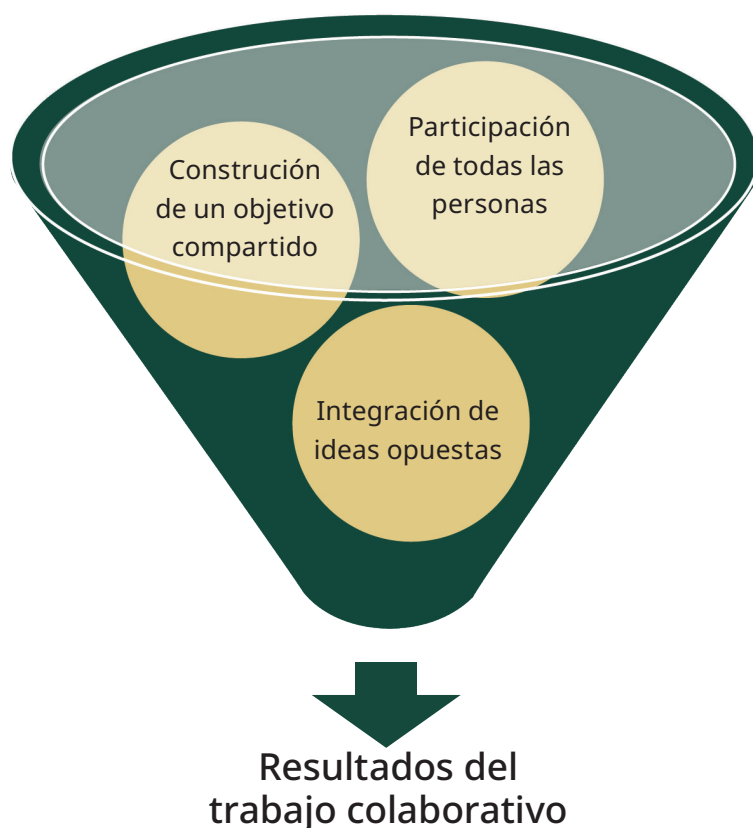 Participación
de todas las
personas
Construción
de un objetivo
compartido
Integración de
ideas opuestas
Resultados del
trabajo colaborativo